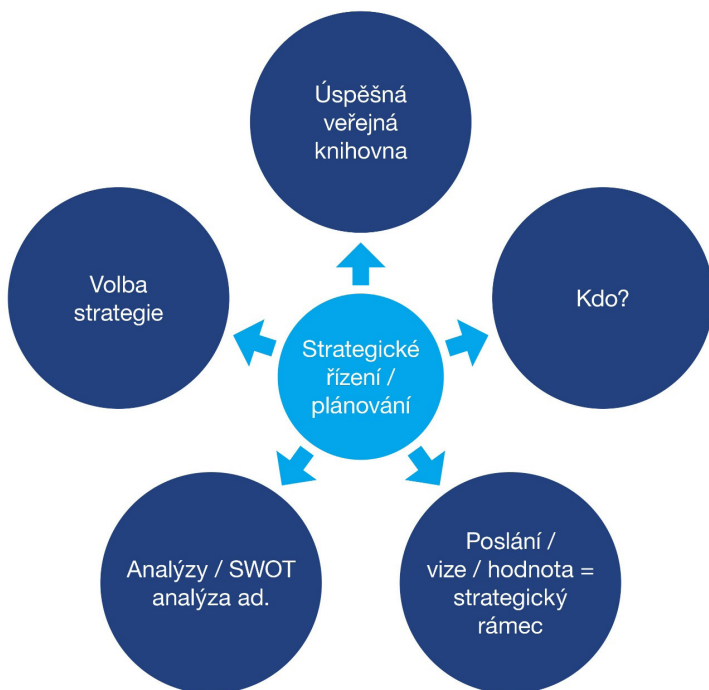 Úspěšná
veřejná
knihovna
Volba
strategie
Kdo?
Strategické
řízení /
plánování
Analýzy / SWOT
analýza ad.
Poslání /
vize / hodnota =
strategický
rámec